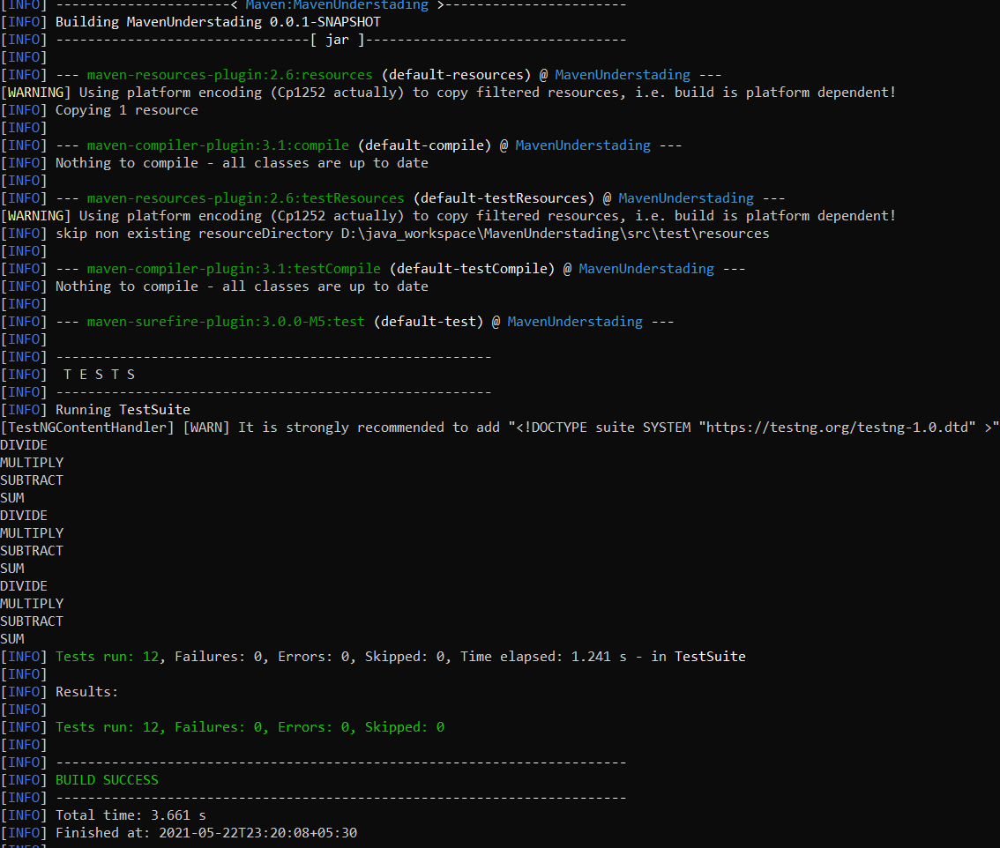 [INFO] ----------------------< Maven:MavenUnderstading >-----------------------
[INFO] Building MavenUnderstading 0.0.1-SNAPSHOT
[INFO] --------------------------------[ jar ]---------------------------------
[INFO]
[INFO] --- maven-resources-plugin:2.6:resources (default-resources) @ MavenUnderstading ---
[WARNING] Using platform encoding (Cp1252 actually) to copy filtered resources, i.e. build is platform dependent!
[INFO] Copying 1 resource
[INFO]
[INFO] --- maven-compiler-plugin:3.1:compile (default-compile) @ MavenUnderstading ---
[INFO] Nothing to compile - all classes are up to date
[INFO]
[INFO] --- maven-resources-plugin:2.6:testResources (default-testResources) @ MavenUnderstading ---
[WARNING] Using platform encoding (Cp1252 actually) to copy filtered resources, i.e. build is platform dependent!
[INFO] skip non existing resourceDirectory D:\java_workspace\MavenUnderstading\src\test\resources
[INFO]
[INFO] --- maven-compiler-plugin:3.1:testCompile (default-testCompile) @ MavenUnderstading ---
[INFO] Nothing to compile - all classes are up to date
[INFO]
[INFO] --- maven-surefire-plugin:3.0.0-M5:test (default-test) @ MavenUnderstading ---
[INFO]
[INFO] -------------------------------------------------------
[INFO]  T E S T S
[INFO] -------------------------------------------------------
[INFO] Running TestSuite
[TestNGContentHandler] [WARN] It is strongly recommended to add "<!DOCTYPE suite SYSTEM "https://testng.org/testng-1.0.dtd" >"
DIVIDE
MULTIPLY
SUBTRACT
SUM
DIVIDE
MULTIPLY
SUBTRACT
SUM
DIVIDE
MULTIPLY
SUBTRACT
SUM
[INFO] Tests run: 12, Failures: 0, Errors: 0, Skipped: 0, Time elapsed: 1.241 s - in TestSuite
[INFO]
[INFO] Results:
[INFO]
[INFO] Tests run: 12, Failures: 0, Errors: 0, Skipped: 0
[INFO]
[INFO] ------------------------------------------------------------------------
[INFO] BUILD SUCCESS
[INFO] ------------------------------------------------------------------------
[INFO] Total time: 3.661 s
[INFO] Finished at: 2021-05-22T23:20:08+05:30